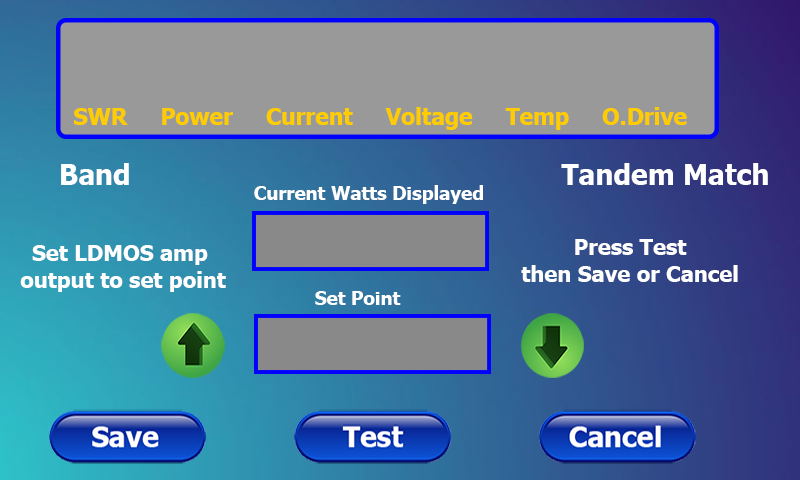 SWR Power Current Voltage Temp O.Drive
Band
Tandem Match
Current Watts Displayed
Set LDMOS amp
output to set point
Press Test
then Save or Cancel
Set Point
Save
Test
Cancel